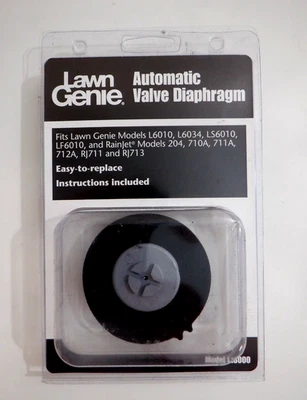 Lawn
Genie®
Automatic
Valve Diaphragm
Fits Lawn Genie Models L6010, L6034, LS6010,
LF6010, and RainJet® Models 204, 710A, 711A,
712A, RJ711 and RJ713
Easy-to-replace
Instructions included
Model